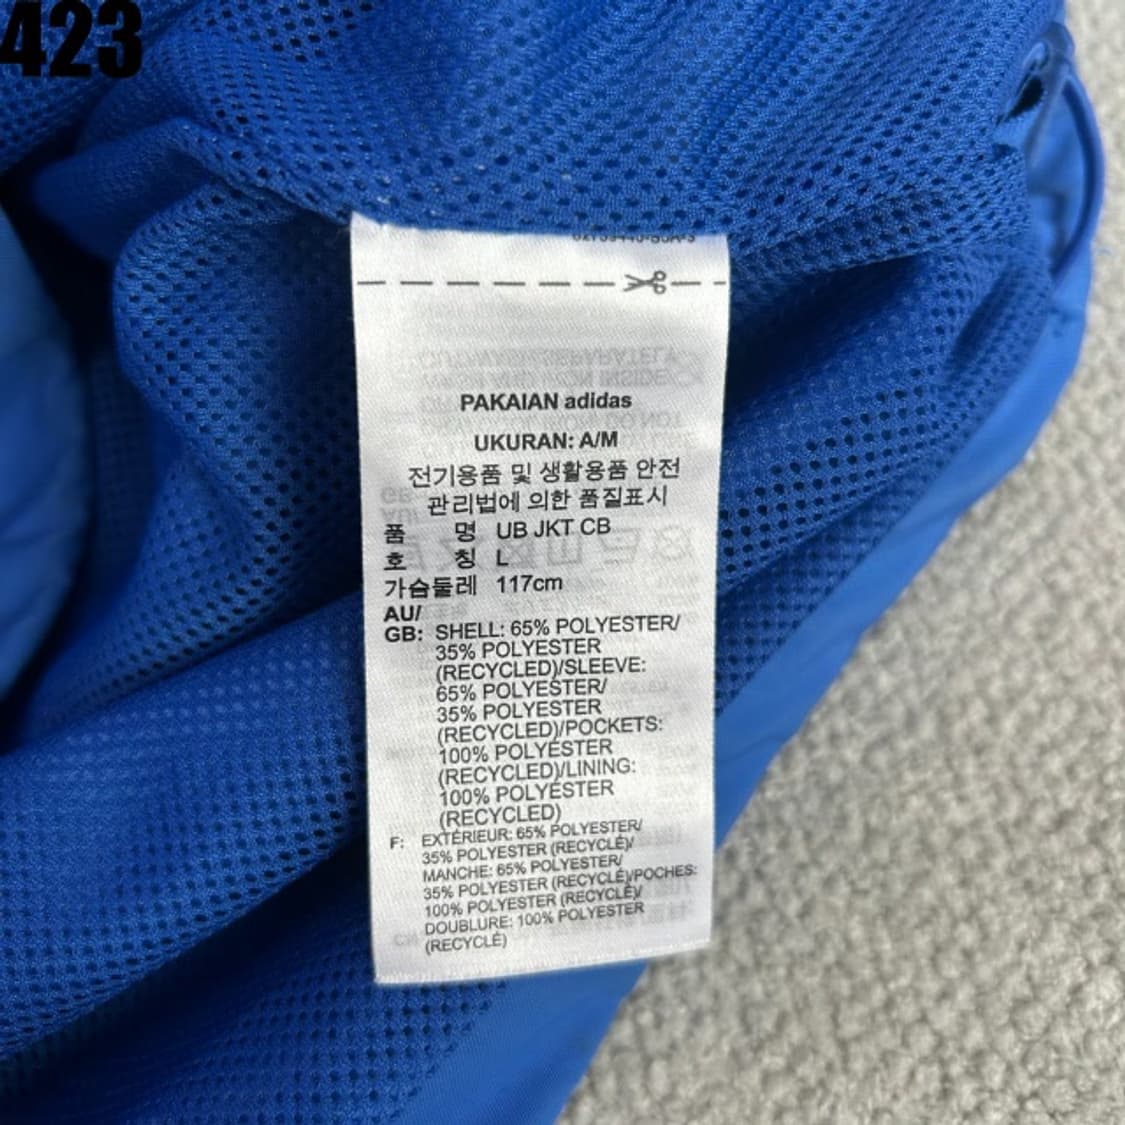 423
PAKAIAN adidas
UKURAN: A/M
전기용품 및 생활용품 안전
관리법에 의한 품질표시
품 명 UB JKT CB
호 칭 L
가슴둘레 117cm
AU/
GB: SHELL: 65% POLYESTER/
35% POLYESTER
(RECYCLED)/SLEEVE:
65% POLYESTER/
35% POLYESTER
(RECYCLED)/POCKETS:
100% POLYESTER
(RECYCLED)/LINING:
100% POLYESTER
(RECYCLED)
F: EXTÉRIEUR: 65% POLYESTER/
35% POLYESTER (RECYCLÉ)/
MANCHE: 65% POLYESTER/
35% POLYESTER (RECYCLÉ)/POCHES:
100% POLYESTER (RECYCLÉ)/
DOUBLURE: 100% POLYESTER
(RECYCLÉ)